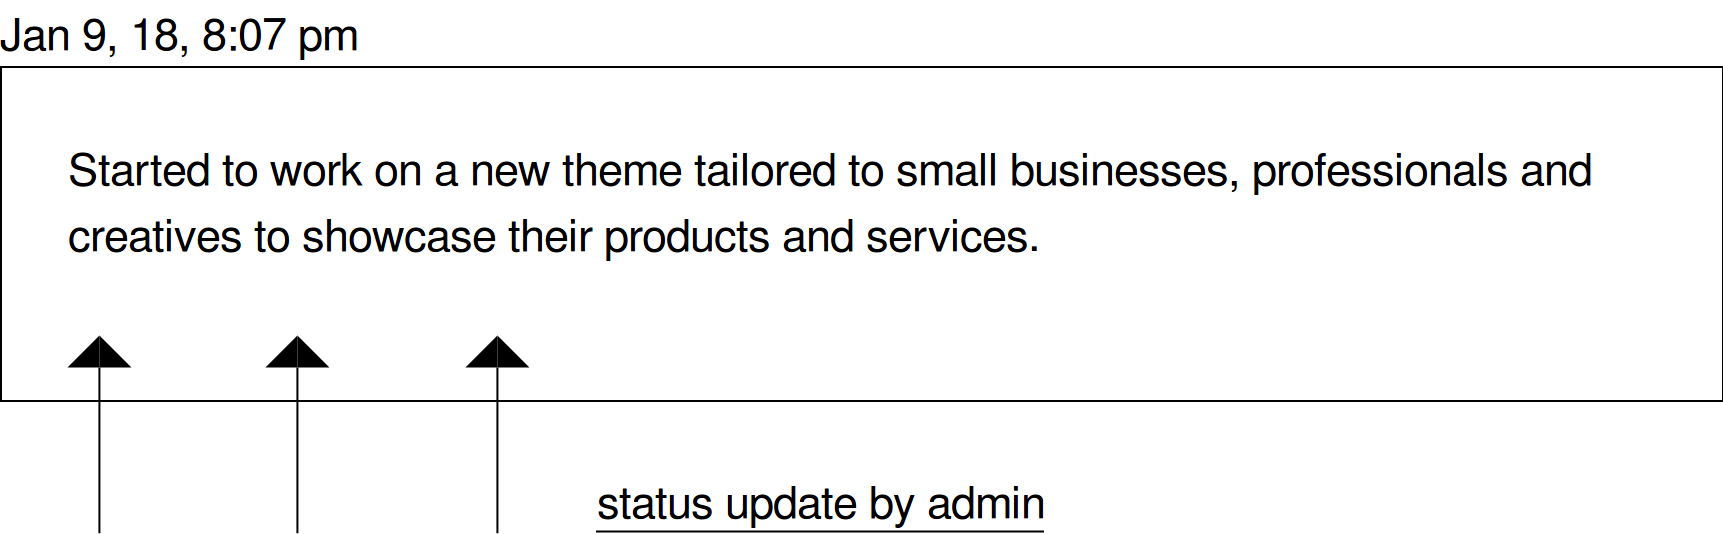 Jan 9, 18, 8:07 pm
Started to work on a new theme tailored to small businesses, professionals and
creatives to showcase their products and services.
status update by admin